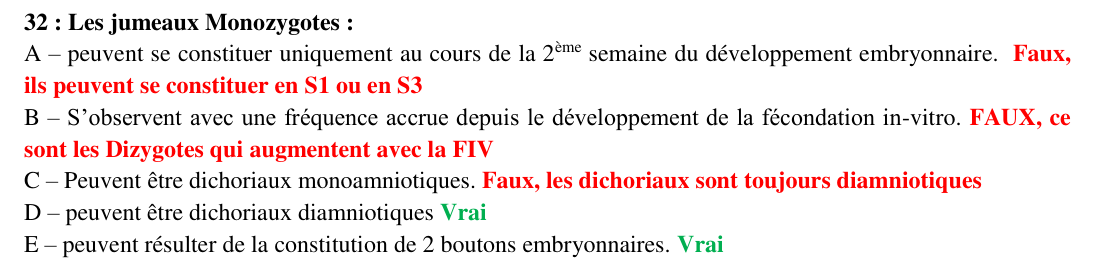 32 : Les jumeaux Monozygotes :
A – peuvent se constituer uniquement au cours de la 2ème semaine du développement embryonnaire. Faux,
ils peuvent se constituer en S1 ou en S3
B – S’observent avec une fréquence accrue depuis le développement de la fécondation in-vitro. FAUX, ce
sont les Dizygotes qui augmentent avec la FIV
C – Peuvent être dichoriaux monoamniotiques. Faux, les dichoriaux sont toujours diamniotiques
D – peuvent être dichoriaux diamniotiques Vrai
E – peuvent résulter de la constitution de 2 boutons embryonnaires. Vrai